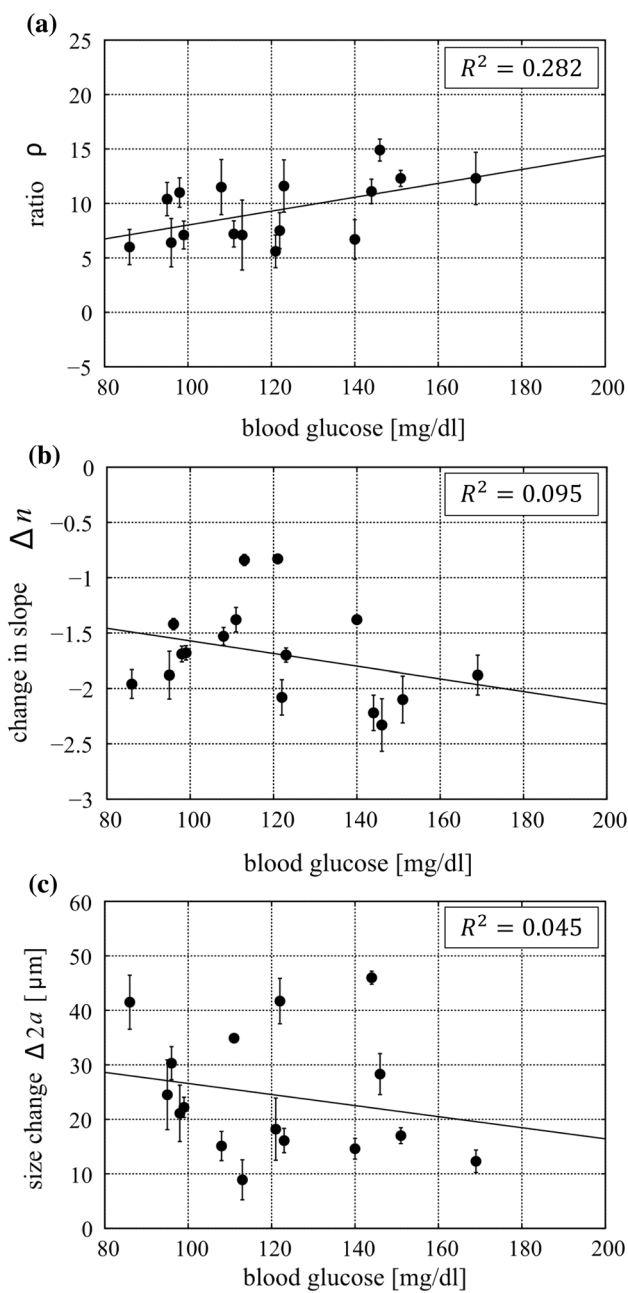 (a)
R² = 0.282
25
20
15
10
5
0
−5
ratio ρ
80 100 120 140 160 180 200
blood glucose [mg/dl]
(b)
R² = 0.095
0
−0.5
−1
−1.5
−2
−2.5
−3
change in slope Δn
80 100 120 140 160 180 200
blood glucose [mg/dl]
(c)
R² = 0.045
60
50
40
30
20
10
0
size change Δ2a [μm]
80 100 120 140 160 180 200
blood glucose [mg/dl]